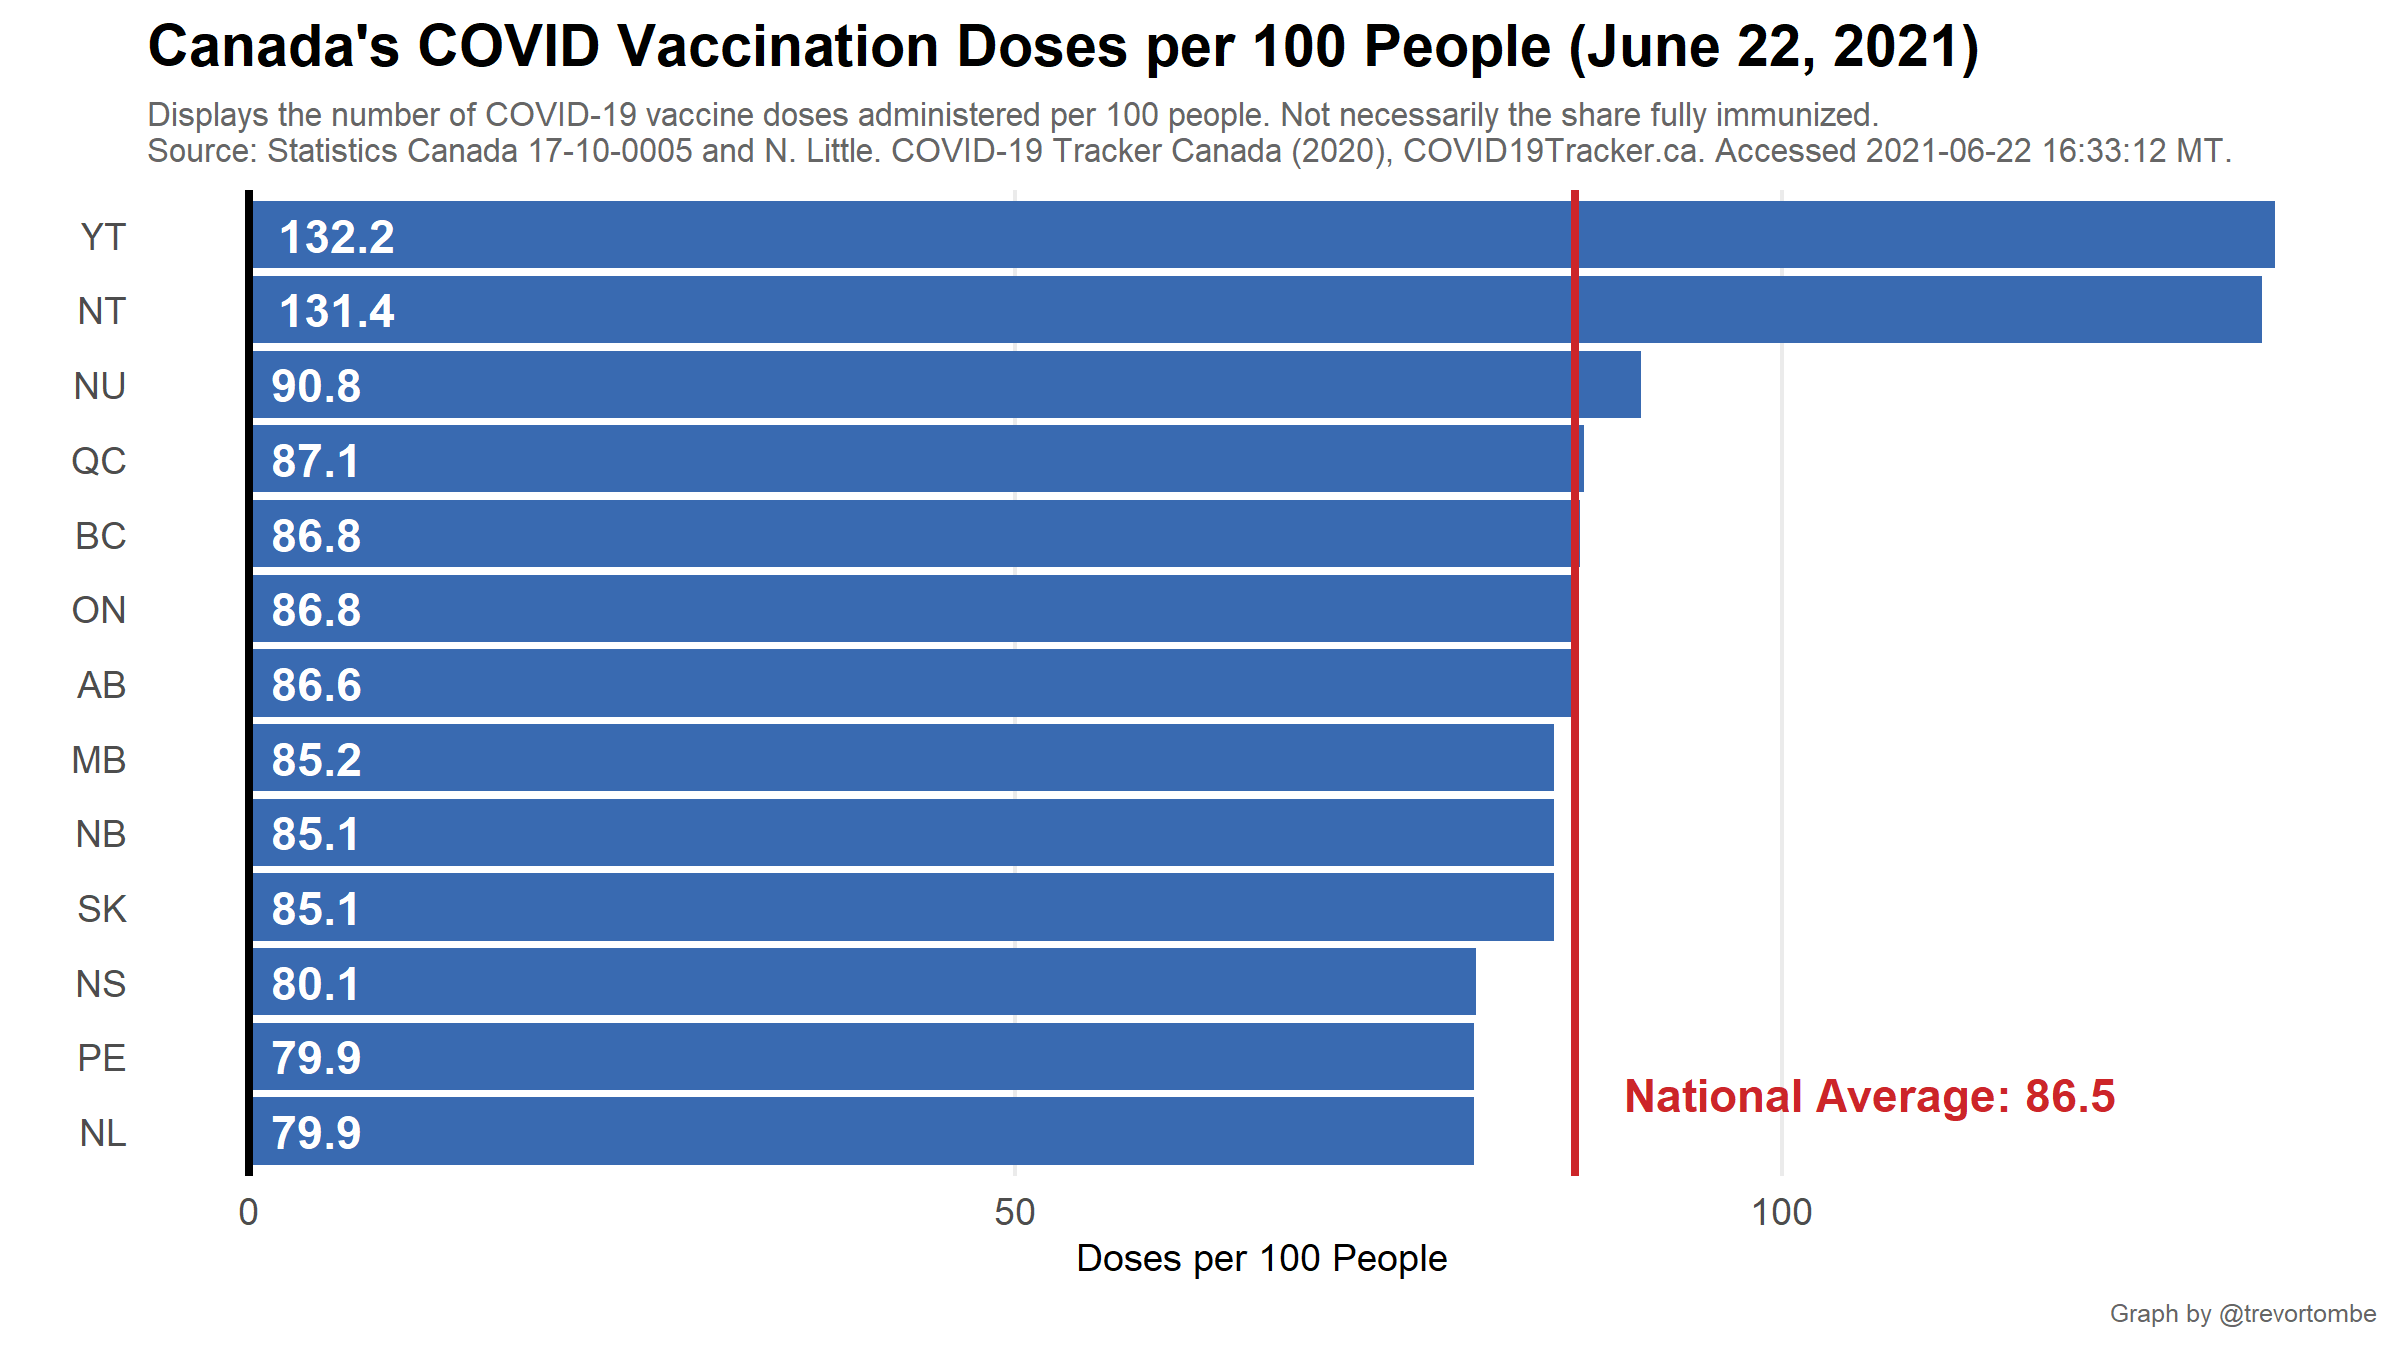 Canada's COVID Vaccination Doses per 100 People (June 22, 2021)
Displays the number of COVID-19 vaccine doses administered per 100 people. Not necessarily the share fully immunized.
Source: Statistics Canada 17-10-0005 and N. Little. COVID-19 Tracker Canada (2020), COVID19Tracker.ca. Accessed 2021-06-22 16:33:12 MT.
YT 132.2
NT 131.4
NU 90.8
QC 87.1
BC 86.8
ON 86.8
AB 86.6
MB 85.2
NB 85.1
SK 85.1
NS 80.1
PE 79.9
National Average: 86.5
NL 79.9
0 50 100
Doses per 100 People
Graph by @trevortombe